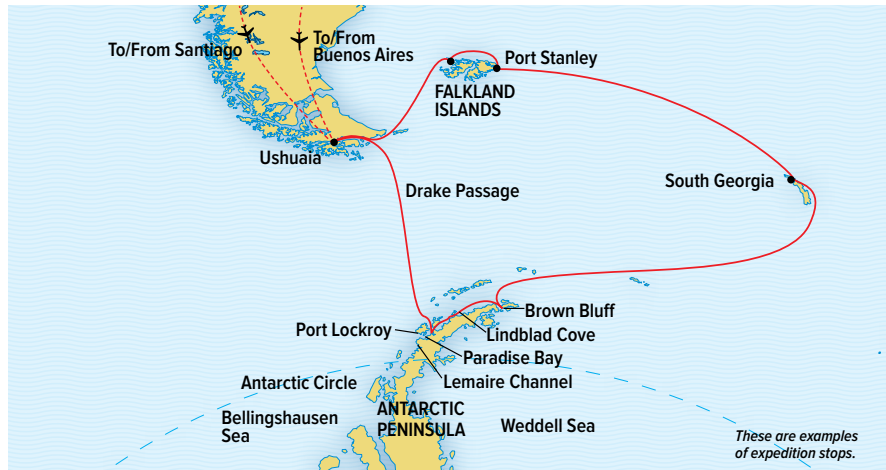 To/From Santiago
To/From
Buenos Aires
Port Stanley
FALKLAND
ISLANDS
Ushuaia
South Georgia
Drake Passage
Brown Bluff
Port Lockroy
Lindblad Cove
Paradise Bay
Antarctic Circle
Lemaire Channel
ANTARCTIC
PENINSULA
Bellingshausen
Sea
Weddell Sea
These are examples
of expedition stops.